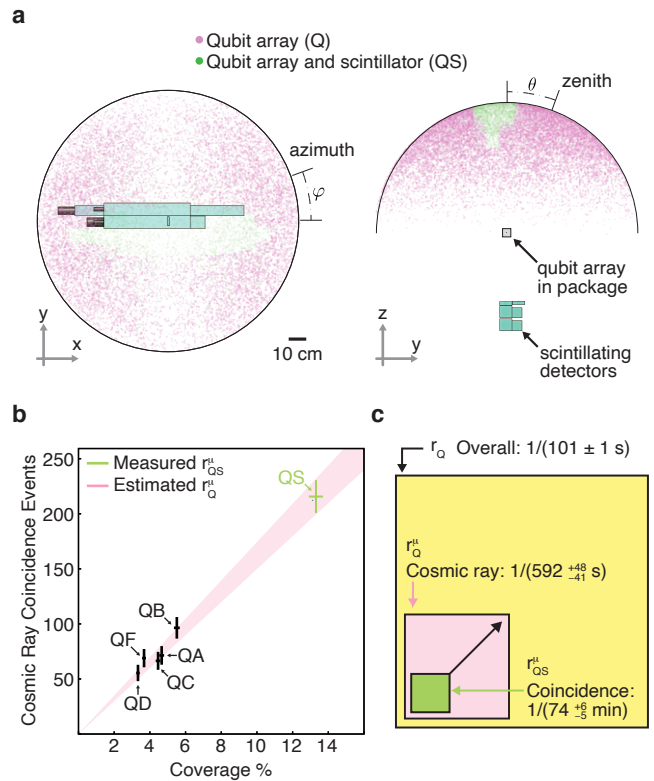 a
Qubit array (Q)
Qubit array and scintillator (QS)
azimuth
φ
y
x
10 cm
θ
zenith
qubit array
in package
z
y
scintillating
detectors
b
Measured r^μ_QS
Estimated r^μ_Q
Cosmic Ray Coincidence Events
250
200
150
100
50
QS
QB
QF
QA
QC
QD
2 4 6 8 10 12 14
Coverage %
c
r_Q Overall: 1/(101 ± 1 s)
r^μ_Q
Cosmic ray: 1/(592 +48 −41 s)
r^μ_QS
Coincidence:
1/(74 +6 −5 min)